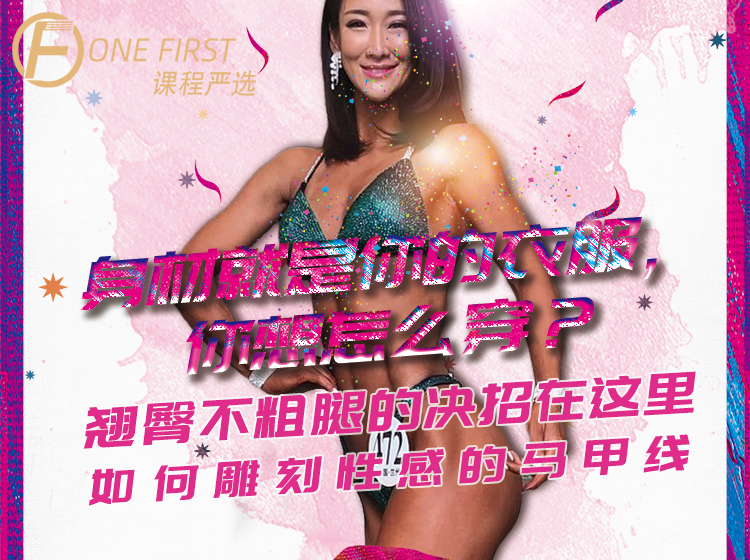 ONE FIRST
课程严选
身材就是你的衣服,
你想怎么穿?
翘臀不粗腿的决招在这里
如何雕刻性感的马甲线
172